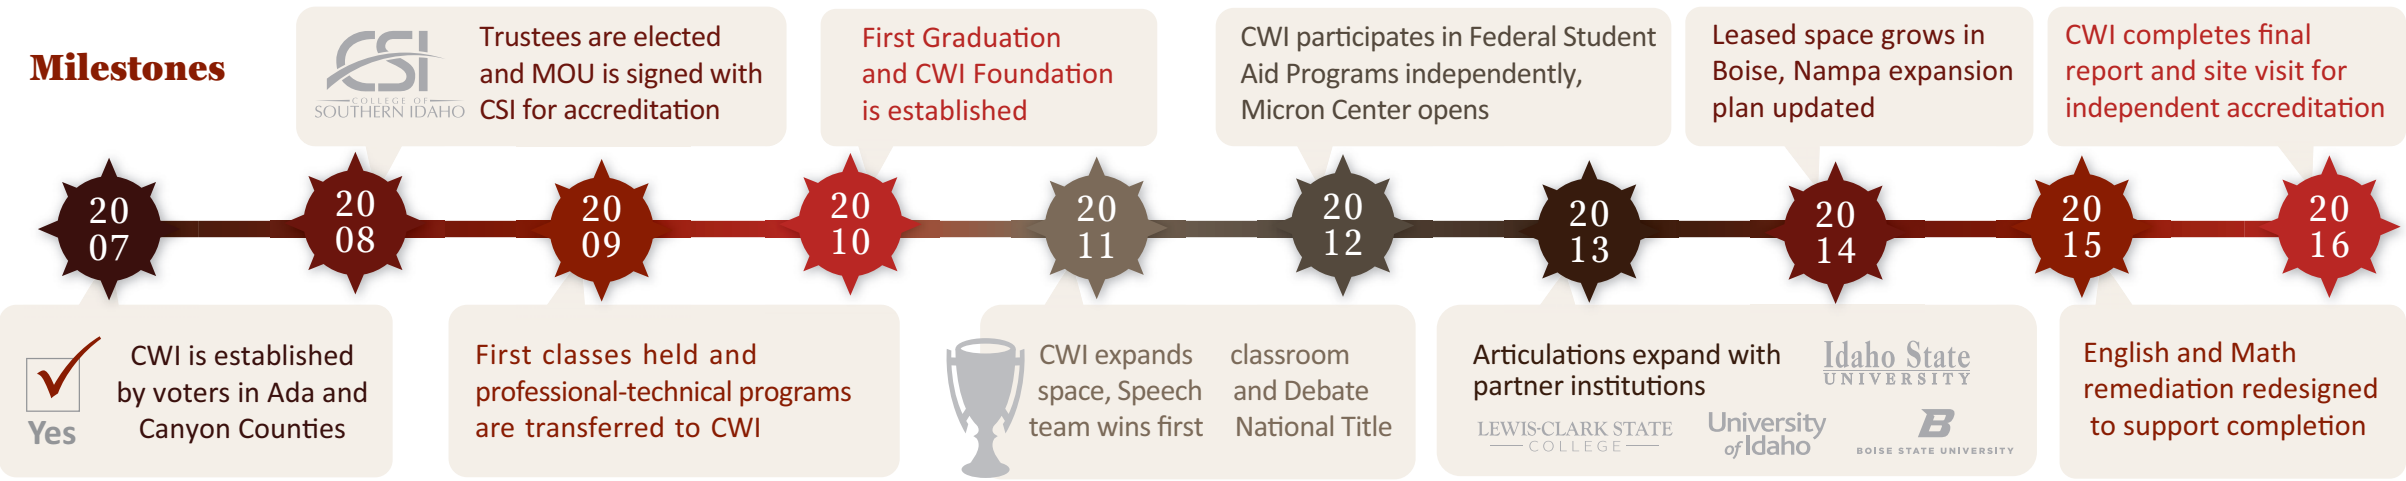 Milestones
CSI
COLLEGE OF
SOUTHERN IDAHO
Trustees are elected
and MOU is signed with
CSI for accreditation
First Graduation
and CWI Foundation
is established
CWI participates in Federal Student
Aid Programs independently,
Micron Center opens
Leased space grows in
Boise, Nampa expansion
plan updated
CWI completes final
report and site visit for
independent accreditation
20
07
20
08
20
09
20
10
20
11
20
12
20
13
20
14
20
15
20
16
Yes
CWI is established
by voters in Ada and
Canyon Counties
First classes held and
professional-technical programs
are transferred to CWI
CWI expands classroom
space, Speech and Debate
team wins first National Title
Articulations expand with
partner institutions
Idaho State
UNIVERSITY
LEWIS-CLARK STATE
COLLEGE
University
of Idaho
B
BOISE STATE UNIVERSITY
English and Math
remediation redesigned
to support completion